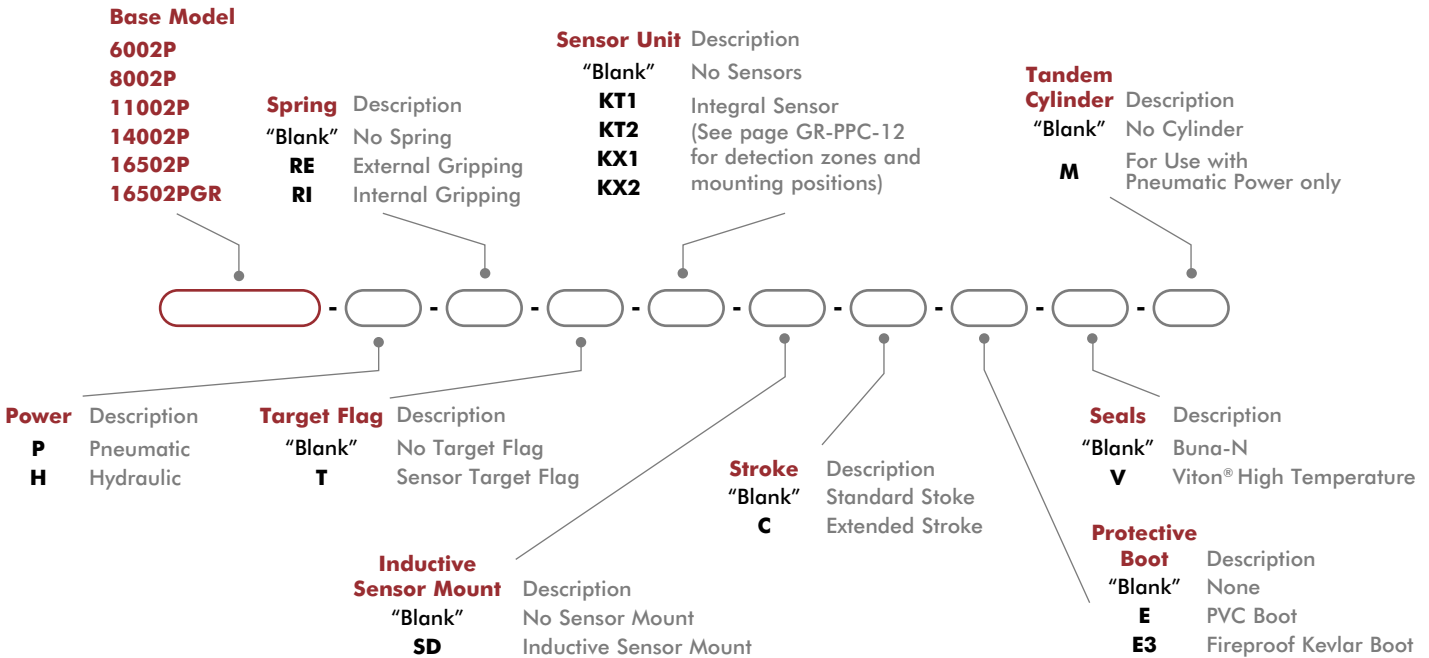 Base Model
6002P
8002P
11002P
14002P
16502P
16502PGR
Spring Description
"Blank" No Spring
RE External Gripping
RI Internal Gripping
Sensor Unit Description
“Blank” No Sensors
KT1 Integral Sensor
KT2 (See page GR-PPC-12
KX1 for detection zones and
KX2 mounting positions)
Tandem
Cylinder Description
“Blank” No Cylinder
M For Use with
Pneumatic Power only
- - - - - - - - -
Power Description
P Pneumatic
H Hydraulic
Target Flag Description
“Blank” No Target Flag
T Sensor Target Flag
Inductive
Sensor Mount Description
“Blank” No Sensor Mount
SD Inductive Sensor Mount
Stroke Description
“Blank” Standard Stoke
C Extended Stroke
Seals Description
“Blank” Buna-N
V Viton® High Temperature
Protective
Boot Description
“Blank” None
E PVC Boot
E3 Fireproof Kevlar Boot